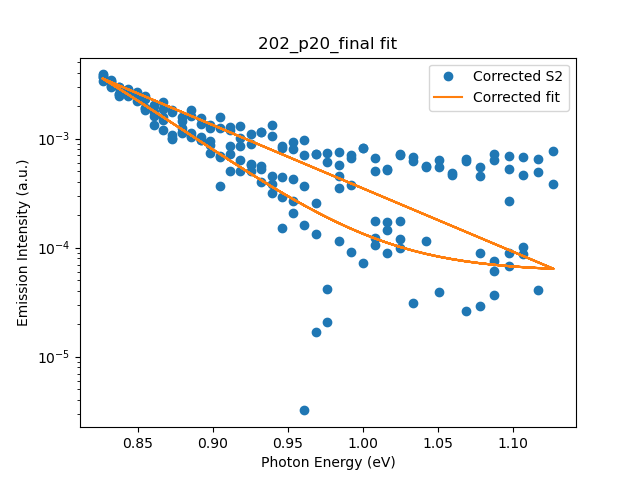 202_p20_final fit
Corrected S2
Corrected fit
Emission Intensity (a.u.)
10⁻³
10⁻⁴
10⁻⁵
0.85 0.90 0.95 1.00 1.05 1.10
Photon Energy (eV)